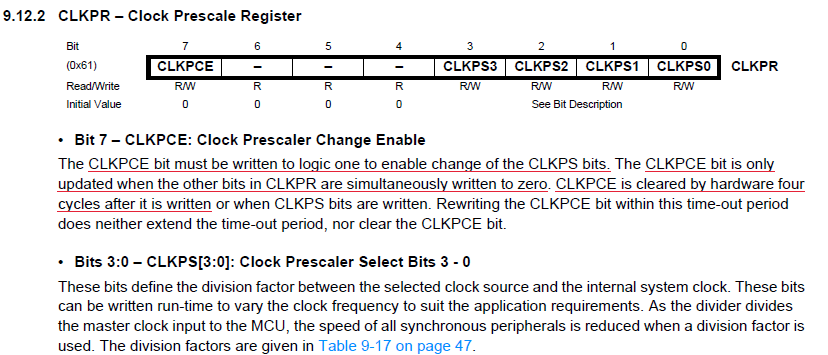 9.12.2 CLKPR – Clock Prescale Register
Bit 7 6 5 4 3 2 1 0
(0x61) CLKPCE – – – CLKPS3 CLKPS2 CLKPS1 CLKPS0 CLKPR
Read/Write R/W R R R R/W R/W R/W R/W
Initial Value 0 0 0 0 See Bit Description
• Bit 7 – CLKPCE: Clock Prescaler Change Enable
The CLKPCE bit must be written to logic one to enable change of the CLKPS bits. The CLKPCE bit is only
updated when the other bits in CLKPR are simultaneously written to zero. CLKPCE is cleared by hardware four
cycles after it is written or when CLKPS bits are written. Rewriting the CLKPCE bit within this time-out period
does neither extend the time-out period, nor clear the CLKPCE bit.
• Bits 3:0 – CLKPS[3:0]: Clock Prescaler Select Bits 3 - 0
These bits define the division factor between the selected clock source and the internal system clock. These bits
can be written run-time to vary the clock frequency to suit the application requirements. As the divider divides
the master clock input to the MCU, the speed of all synchronous peripherals is reduced when a division factor is
used. The division factors are given in Table 9-17 on page 47.